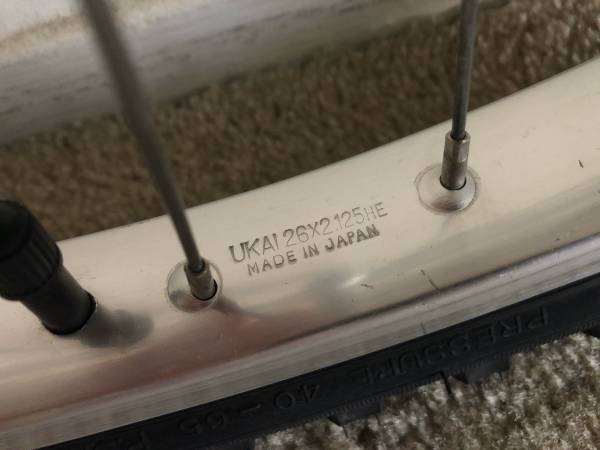 UKAI 26X2.125HE
MADE IN JAPAN
PRESSURE 40-65 P